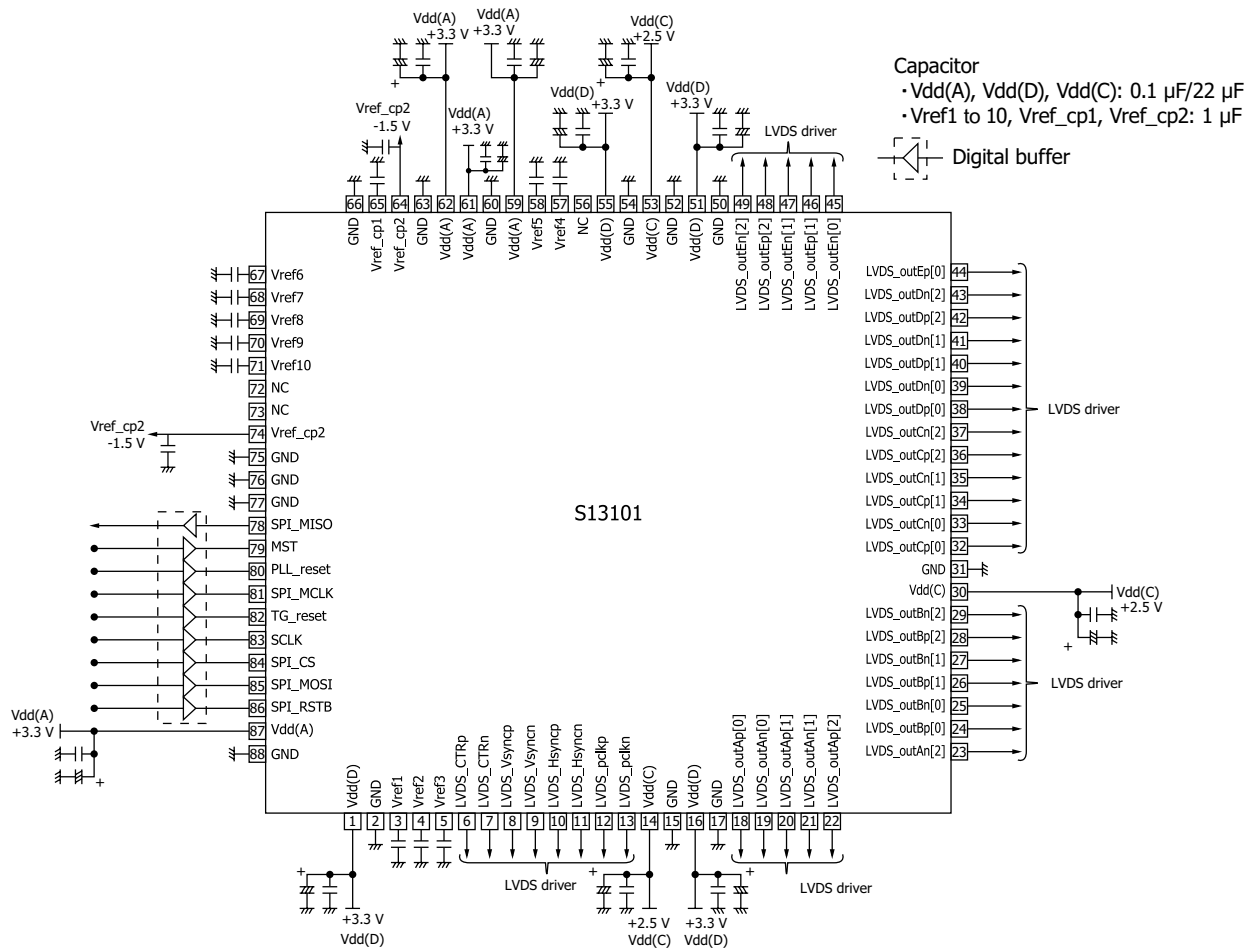 Vdd(A)
+3.3 V
Vdd(A)
+3.3 V
Vdd(C)
+2.5 V
Capacitor
･Vdd(A), Vdd(D), Vdd(C): 0.1 μF/22 μF
･Vref1 to 10, Vref_cp1, Vref_cp2: 1 μF
Digital buffer
Vref_cp2
-1.5 V
Vdd(A)
+3.3 V
Vdd(D)
+3.3 V
Vdd(D)
+3.3 V
LVDS driver
+
+
66 65 64 63 62 61 60 59 58 57 56 55 54 53 52 51 50 49 48 47 46 45
GND
Vref_cp1
Vref_cp2
GND
Vdd(A)
Vdd(A)
GND
Vdd(A)
Vref5
Vref4
NC
Vdd(D)
GND
Vdd(C)
GND
Vdd(D)
GND
LVDS_outEn[2]
LVDS_outEp[2]
LVDS_outEn[1]
LVDS_outEp[1]
LVDS_outEn[0]
67 Vref6
68 Vref7
69 Vref8
70 Vref9
71 Vref10
72 NC
73 NC
Vref_cp2
-1.5 V
74 Vref_cp2
75 GND
76 GND
77 GND
78 SPI_MISO
79 MST
80 PLL_reset
81 SPI_MCLK
82 TG_reset
83 SCLK
84 SPI_CS
85 SPI_MOSI
86 SPI_RSTB
Vdd(A)
+3.3 V
87 Vdd(A)
88 GND
+
S13101
LVDS_outEp[0] 44
LVDS_outDn[2] 43
LVDS_outDp[2] 42
LVDS_outDn[1] 41
LVDS_outDp[1] 40
LVDS_outDn[0] 39
LVDS_outDp[0] 38
LVDS_outCn[2] 37
LVDS_outCp[2] 36
LVDS_outCn[1] 35
LVDS_outCp[1] 34
LVDS_outCn[0] 33
LVDS_outCp[0] 32
LVDS driver
GND 31
Vdd(C) 30
Vdd(C)
+2.5 V
+
LVDS_outBn[2] 29
LVDS_outBp[2] 28
LVDS_outBn[1] 27
LVDS_outBp[1] 26
LVDS_outBn[0] 25
LVDS_outBp[0] 24
LVDS_outAn[2] 23
LVDS driver
Vdd(D)
GND
Vref1
Vref2
Vref3
LVDS_CTRp
LVDS_CTRn
LVDS_Vsyncp
LVDS_Vsyncn
LVDS_Hsyncp
LVDS_Hsyncn
LVDS_pclkp
LVDS_pclkn
Vdd(C)
GND
Vdd(D)
GND
LVDS_outAp[0]
LVDS_outAn[0]
LVDS_outAp[1]
LVDS_outAn[1]
LVDS_outAp[2]
1 2 3 4 5 6 7 8 9 10 11 12 13 14 15 16 17 18 19 20 21 22
+
+
+
LVDS driver
LVDS driver
+3.3 V
Vdd(D)
+2.5 V
Vdd(C)
+3.3 V
Vdd(D)